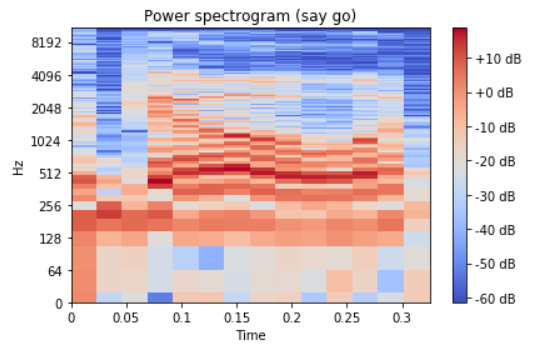 Power spectrogram (say go)
8192
4096
2048
1024
512
256
128
64
0
Hz
0
0.05
0.1
0.15
0.2
0.25
0.3
Time
+10 dB
+0 dB
-10 dB
-20 dB
-30 dB
-40 dB
-50 dB
-60 dB